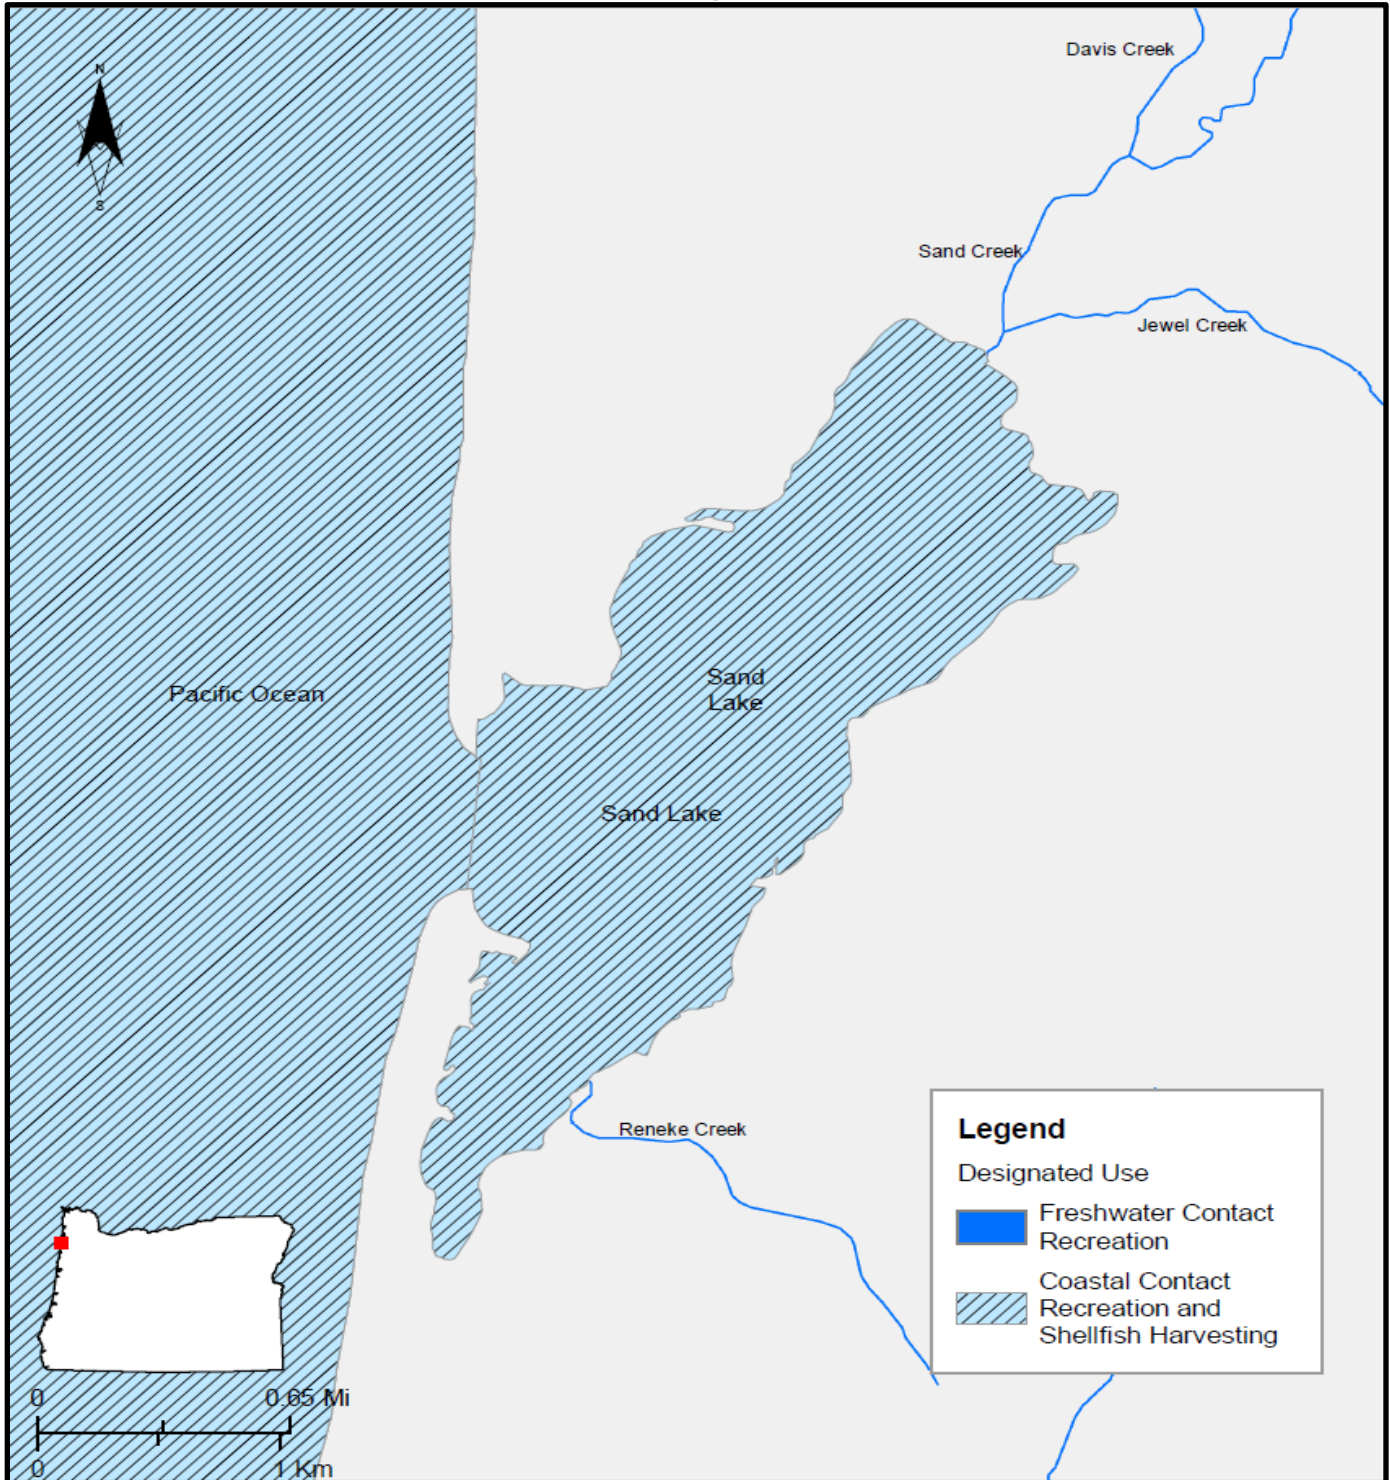 Davis Creek
N
S
Sand Creek
Jewel Creek
Sand
Lake
Pacific Ocean
Sand Lake
Reneke Creek
Legend
Designated Use
Freshwater Contact
Recreation
Coastal Contact
Recreation and
Shellfish Harvesting
0 0.65 Mi
0 1 Km